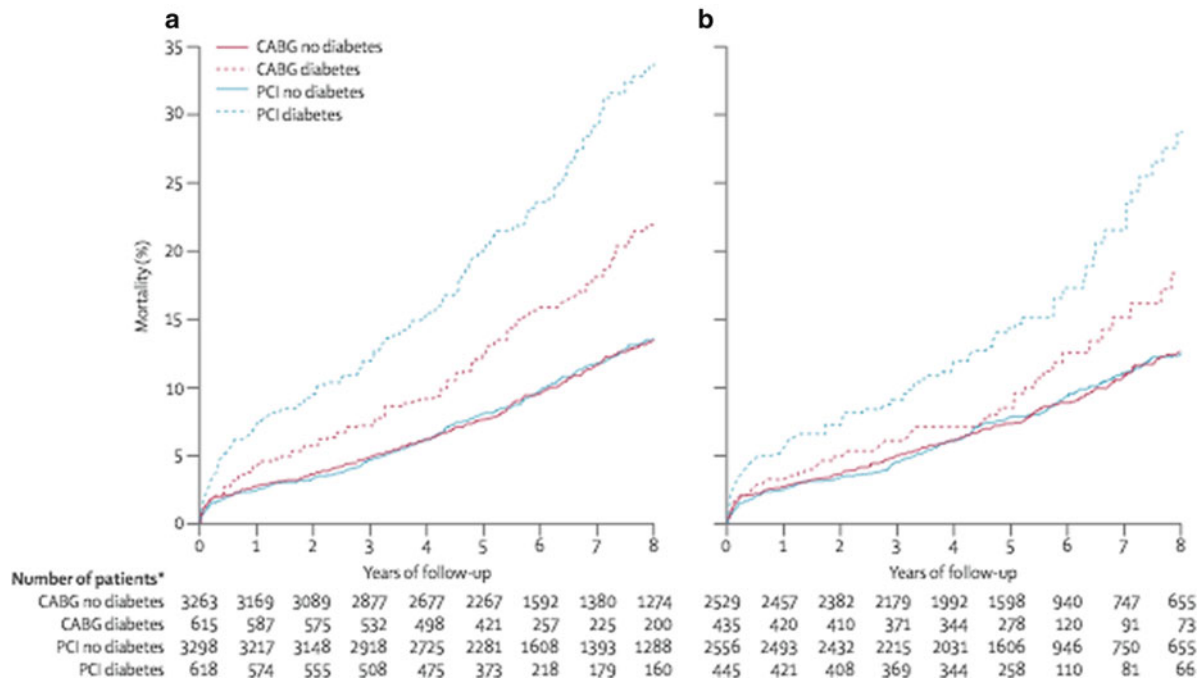 a
b
CABG no diabetes
CABG diabetes
PCI no diabetes
PCI diabetes
Mortality (%)
35
30
25
20
15
10
5
0
0 1 2 3 4 5 6 7 8
0 1 2 3 4 5 6 7 8
Years of follow-up
Years of follow-up
Number of patients*
CABG no diabetes 3263 3169 3089 2877 2677 2267 1592 1380 1274 2529 2457 2382 2179 1992 1598 940 747 655
CABG diabetes 615 587 575 532 498 421 257 225 200 435 420 410 371 344 278 120 91 73
PCI no diabetes 3298 3217 3148 2918 2725 2281 1608 1393 1288 2556 2493 2432 2215 2031 1606 946 750 655
PCI diabetes 618 574 555 508 475 373 218 179 160 445 421 408 369 344 258 110 81 66